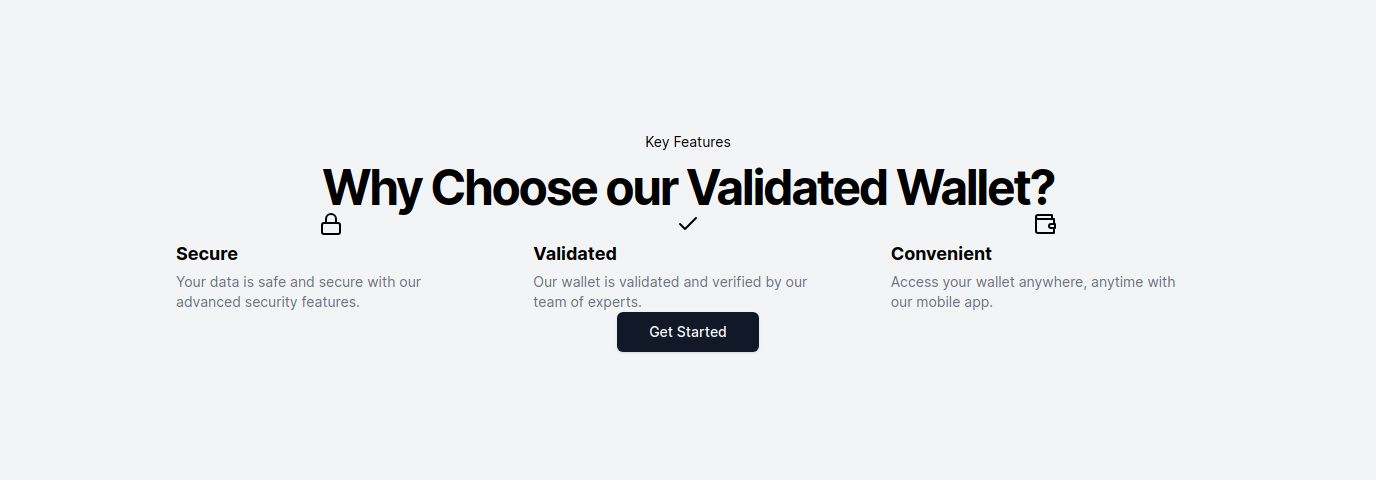 Key Features
Why Choose our Validated Wallet?
Secure
Your data is safe and secure with our
advanced security features.
Validated
Our wallet is validated and verified by our
team of experts.
Convenient
Access your wallet anywhere, anytime with
our mobile app.
Get Started